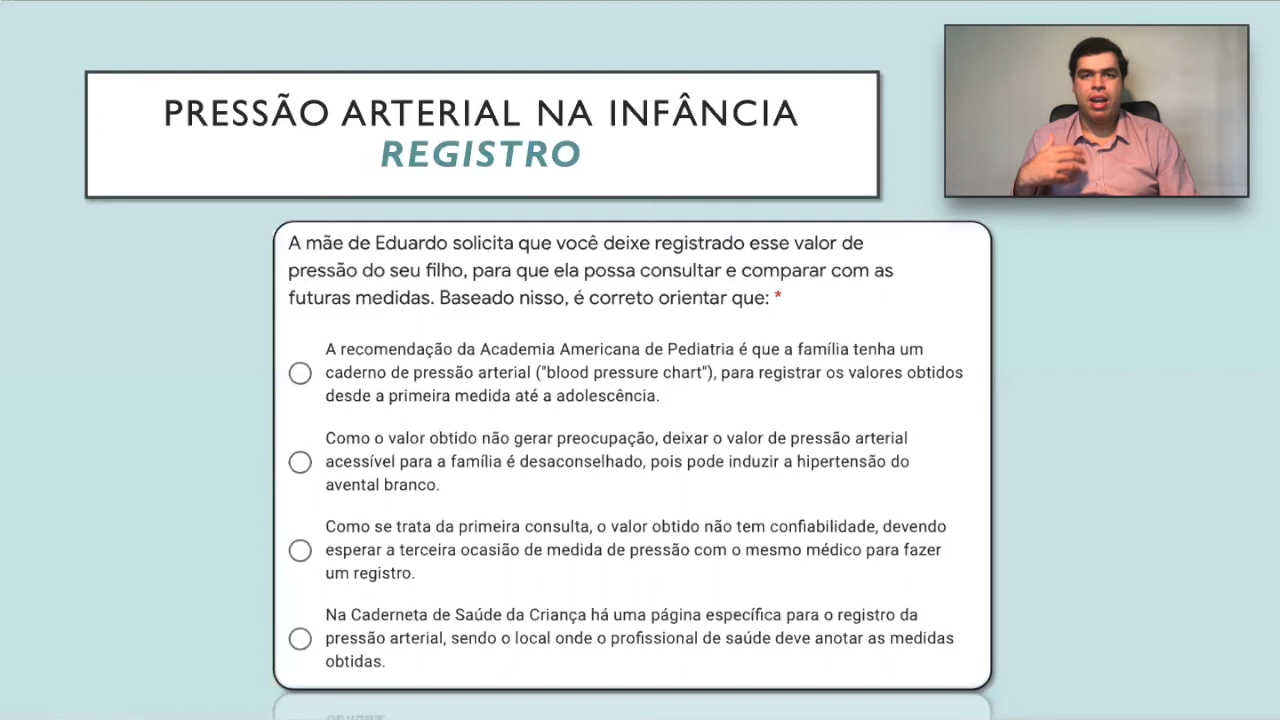 PRESSÃO ARTERIAL NA INFÂNCIA
REGISTRO
A mãe de Eduardo solicita que você deixe registrado esse valor de
pressão do seu filho, para que ela possa consultar e comparar com as
futuras medidas. Baseado nisso, é correto orientar que: *
A recomendação da Academia Americana de Pediatria é que a família tenha um
caderno de pressão arterial ("blood pressure chart"), para registrar os valores obtidos
desde a primeira medida até a adolescência.
Como o valor obtido não gerar preocupação, deixar o valor de pressão arterial
acessível para a família é desaconselhado, pois pode induzir a hipertensão do
avental branco.
Como se trata da primeira consulta, o valor obtido não tem confiabilidade, devendo
esperar a terceira ocasião de medida de pressão com o mesmo médico para fazer
um registro.
Na Caderneta de Saúde da Criança há uma página específica para o registro da
pressão arterial, sendo o local onde o profissional de saúde deve anotar as medidas
obtidas.